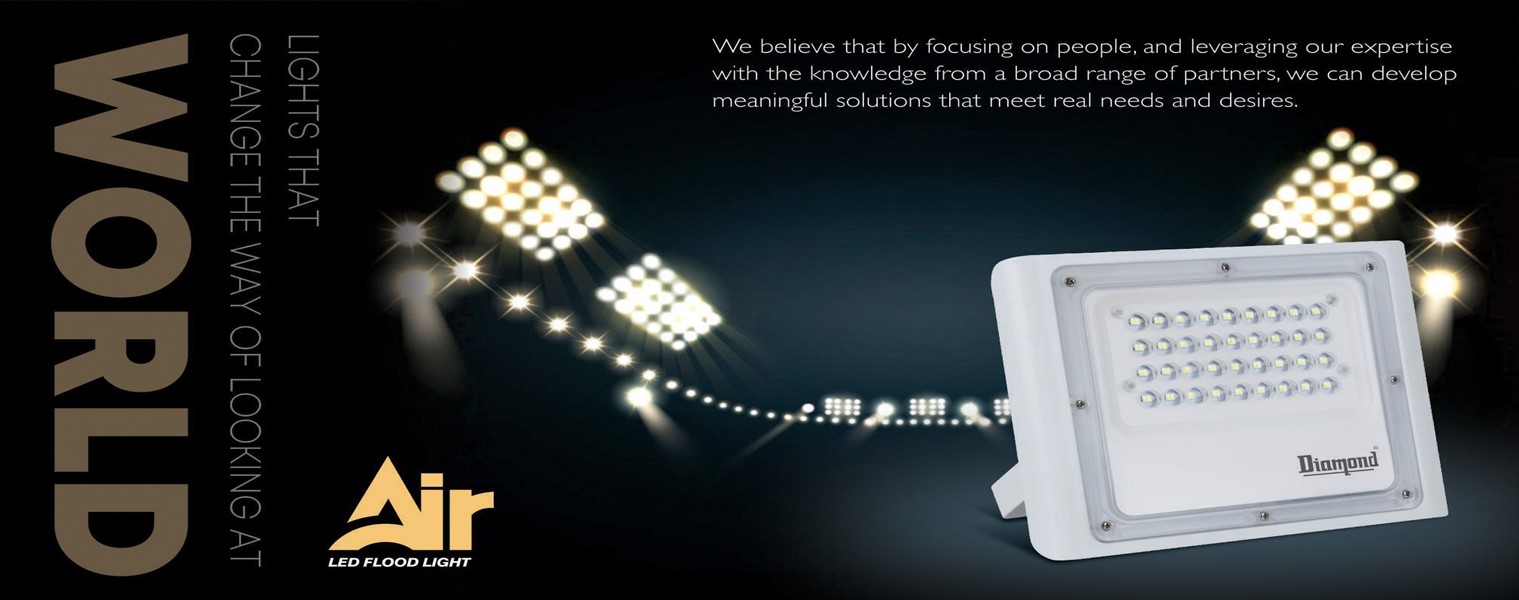 LIGHTS THAT
CHANGE THE WAY OF LOOKING AT
WORLD
We believe that by focusing on people, and leveraging our expertise
with the knowledge from a broad range of partners, we can develop
meaningful solutions that meet real needs and desires.
Air
LED FLOOD LIGHT
Diamond